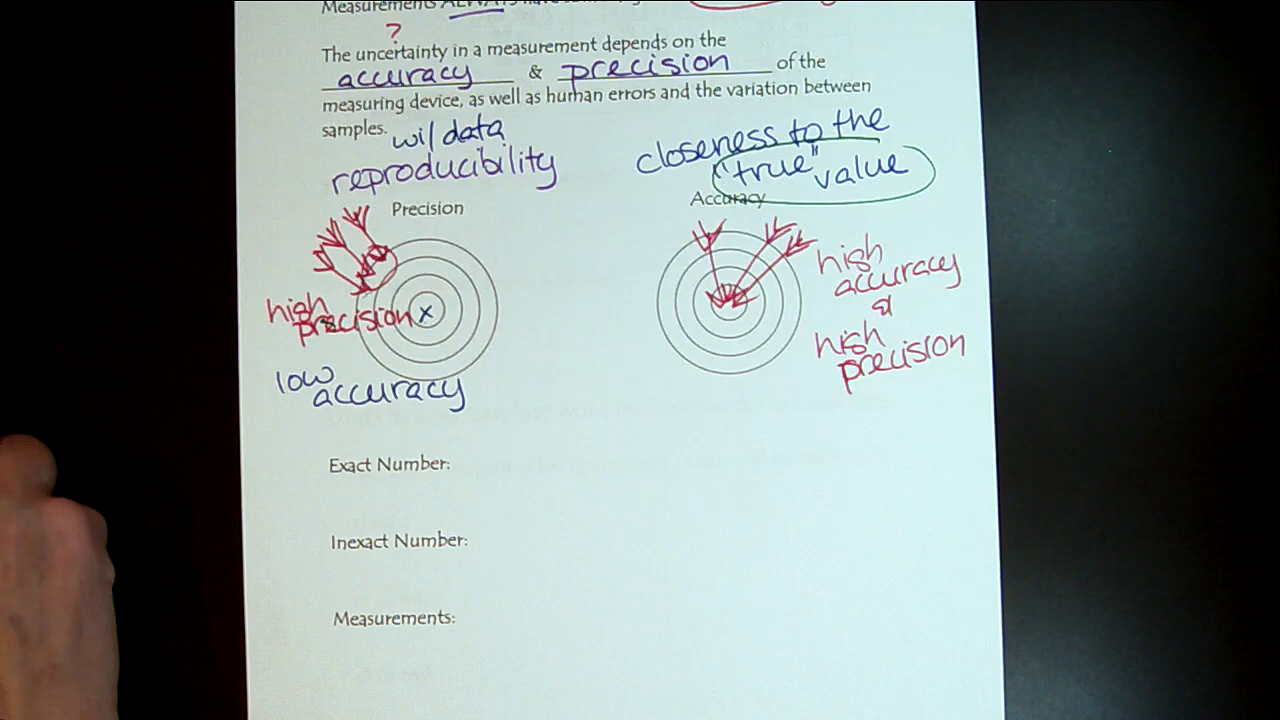 Measurements ALWAYS
?
The uncertainty in a measurement depends on the
accuracy & precision of the
measuring device, as well as human errors and the variation between
samples.
w/ data
reproducibility
closeness to the
"true" value
Precision
Accuracy
high
precision
x
low
accuracy
high
accuracy
&
high
precision
Exact Number:
Inexact Number:
Measurements: